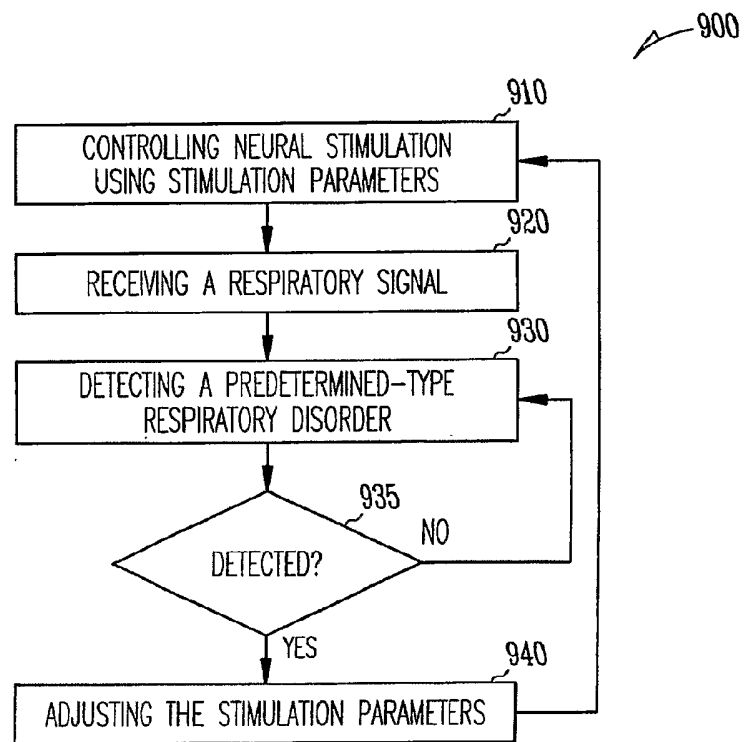 900
910
CONTROLLING NEURAL STIMULATION
USING STIMULATION PARAMETERS
920
RECEIVING A RESPIRATORY SIGNAL
930
DETECTING A PREDETERMINED-TYPE
RESPIRATORY DISORDER
935
DETECTED?
NO
YES
940
ADJUSTING THE STIMULATION PARAMETERS